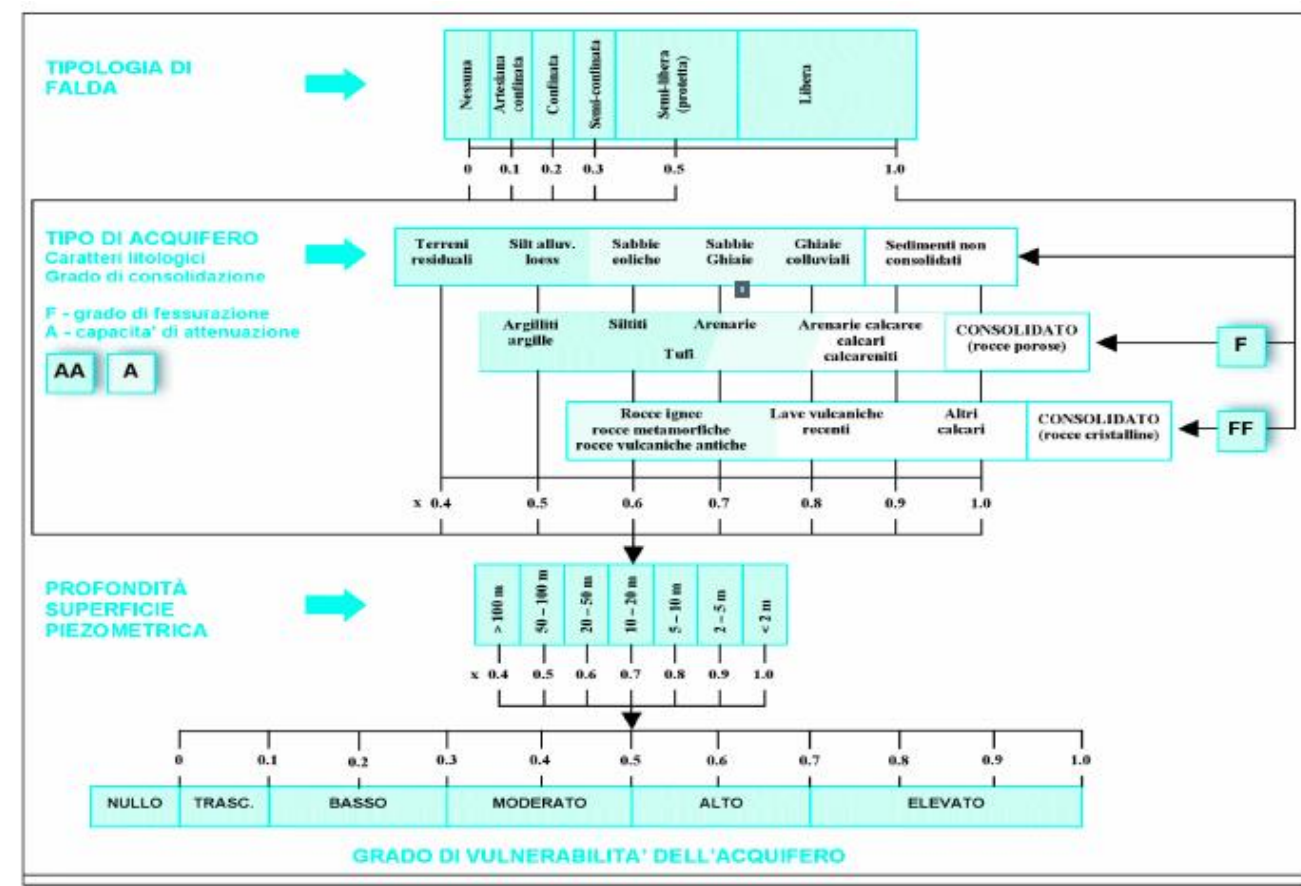 TIPOLOGIA DI
FALDA
Nessuna
Artesiana
confinata
Confinata
Semi-confinata
Semi-libera
(protetta)
Libera
0 0.1 0.2 0.3 0.5 1.0
TIPO DI ACQUIFERO
Caratteri litologici
Grado di consolidazione
F - grado di fessurazione
A - capacita' di attenuazione
AA A
Terreni
residuali
Silt alluv.
loess
Sabbie
eoliche
Sabbie
Ghiaie
Ghiaie
colluviali
Sedimenti non
consolidati
Argilliti
argille
Siltiti
Tufi
Arenarie
Arenarie calcaree
calcari
calcareniti
CONSOLIDATO
(rocce porose)
F
Rocce ignee
rocce metamorfiche
rocce vulcaniche antiche
Lave vulcaniche
recenti
Altri
calcari
CONSOLIDATO
(rocce cristalline)
FF
x 0.4 0.5 0.6 0.7 0.8 0.9 1.0
PROFONDITÀ
SUPERFICIE
PIEZOMETRICA
> 100 m
50 – 100 m
20 – 50 m
10 – 20 m
5 – 10 m
2 – 5 m
< 2 m
x 0.4 0.5 0.6 0.7 0.8 0.9 1.0
0 0.1 0.2 0.3 0.4 0.5 0.6 0.7 0.8 0.9 1.0
NULLO TRASC. BASSO MODERATO ALTO ELEVATO
GRADO DI VULNERABILITA' DELL'ACQUIFERO